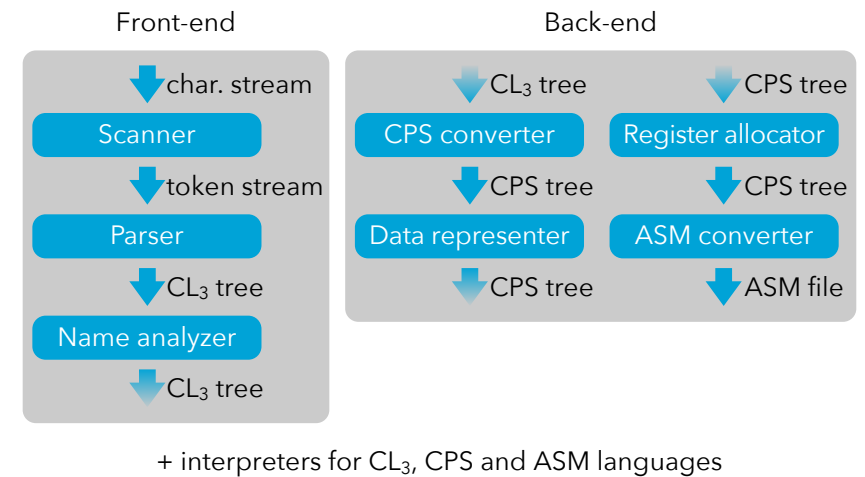 Front-end
char. stream
Scanner
token stream
Parser
CL₃ tree
Name analyzer
CL₃ tree
Back-end
CL₃ tree
CPS converter
CPS tree
Data representer
CPS tree
CPS tree
Register allocator
CPS tree
ASM converter
ASM file
+ interpreters for CL₃, CPS and ASM languages